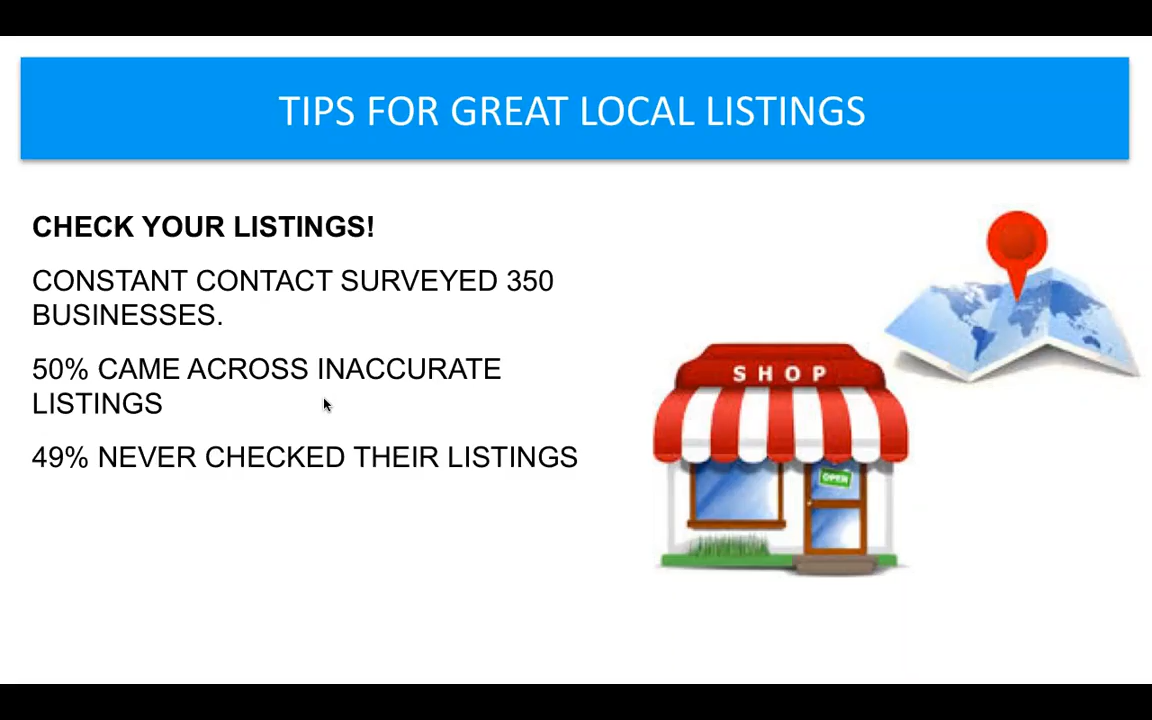 TIPS FOR GREAT LOCAL LISTINGS
CHECK YOUR LISTINGS!
CONSTANT CONTACT SURVEYED 350
BUSINESSES.
50% CAME ACROSS INACCURATE
LISTINGS
49% NEVER CHECKED THEIR LISTINGS
SHOP
OPEN